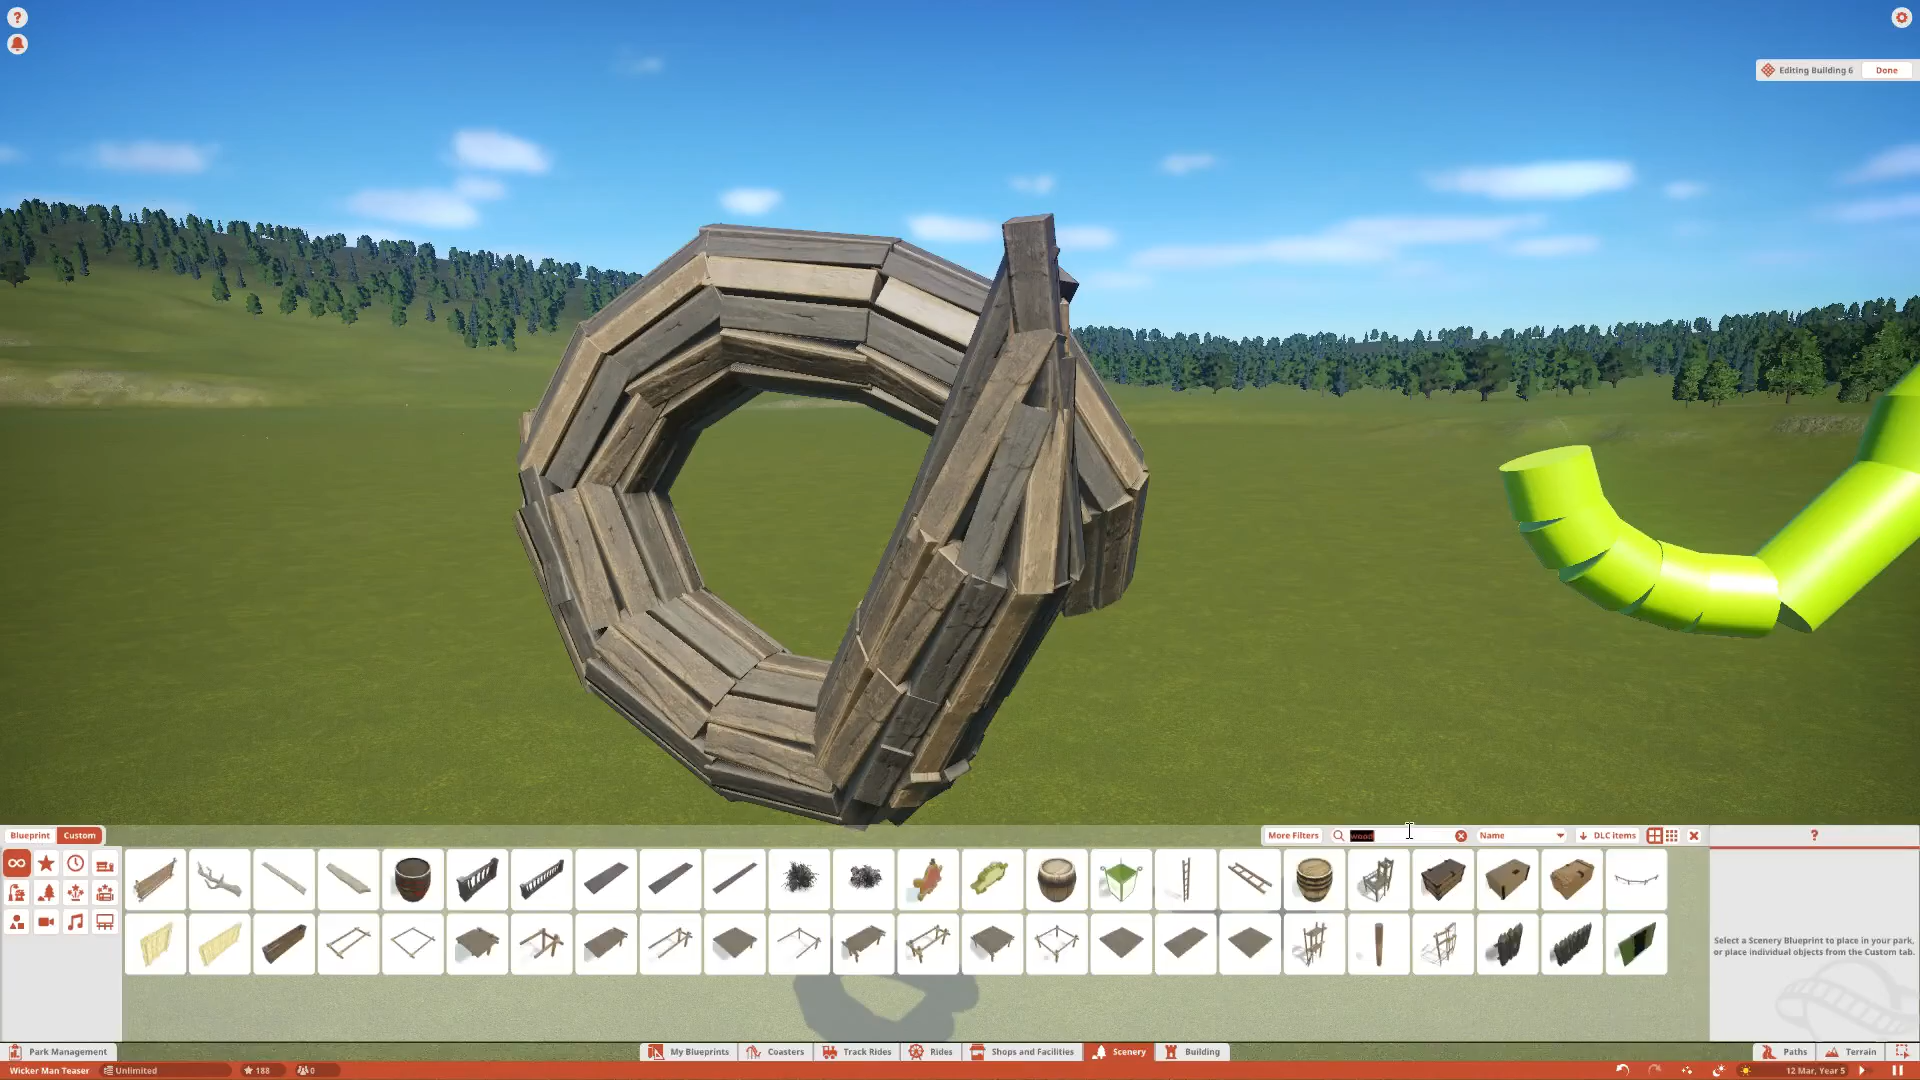 ?
Editing Building 6 Done
Blueprint Custom
More Filters wood Name DLC items
?
Select a Scenery Blueprint to place in your park,
or place individual objects from the Custom tab.
Park Management My Blueprints Coasters Track Rides Rides Shops and Facilities Scenery Building Paths Terrain
Wicker Man Teaser Unlimited 188 0 12 Mar, Year 5